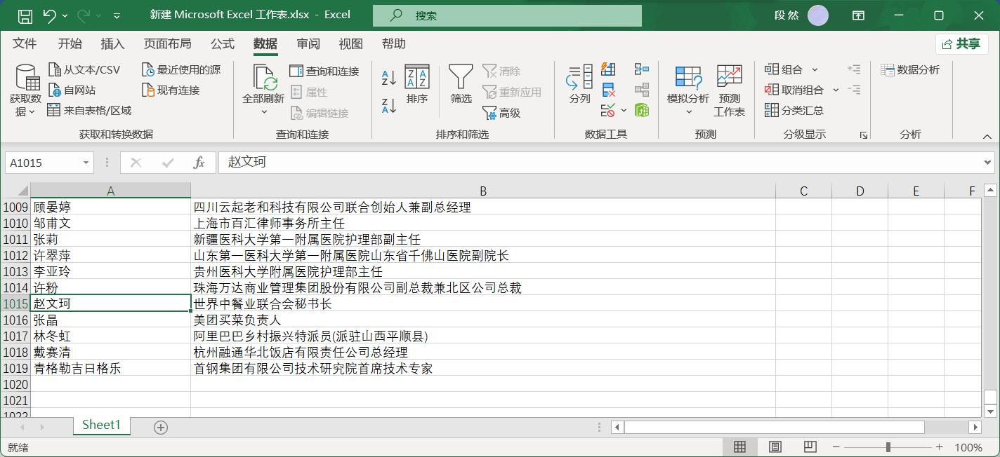 新建 Microsoft Excel 工作表.xlsx - Excel
搜索
段 然
文件 开始 插入 页面布局 公式 数据 审阅 视图 帮助
共享
获取数据
从文本/CSV
自网站
来自表格/区域
最近使用的源
现有连接
获取和转换数据
全部刷新
查询和连接
属性
编辑链接
查询和连接
排序
筛选
清除
重新应用
高级
排序和筛选
分列
数据工具
模拟分析
预测
工作表
预测
组合
取消组合
分类汇总
分级显示
数据分析
分析
A1015
fx
赵文珂
A B C D E F
1009 顾晏婷 四川云起老和科技有限公司联合创始人兼副总经理
1010 邹甫文 上海市百汇律师事务所主任
1011 张莉 新疆医科大学第一附属医院护理部副主任
1012 许翠萍 山东第一医科大学第一附属医院山东省千佛山医院副院长
1013 李亚玲 贵州医科大学附属医院护理部主任
1014 许粉 珠海万达商业管理集团股份有限公司副总裁兼北区公司总裁
1015 赵文珂 世界中餐业联合会秘书长
1016 张晶 美团买菜负责人
1017 林冬虹 阿里巴巴乡村振兴特派员(派驻山西平顺县)
1018 戴赛清 杭州融通华北饭店有限责任公司总经理
1019 青格勒吉日格乐 首钢集团有限公司技术研究院首席技术专家
1020
1021
1022
Sheet1
就绪
100%